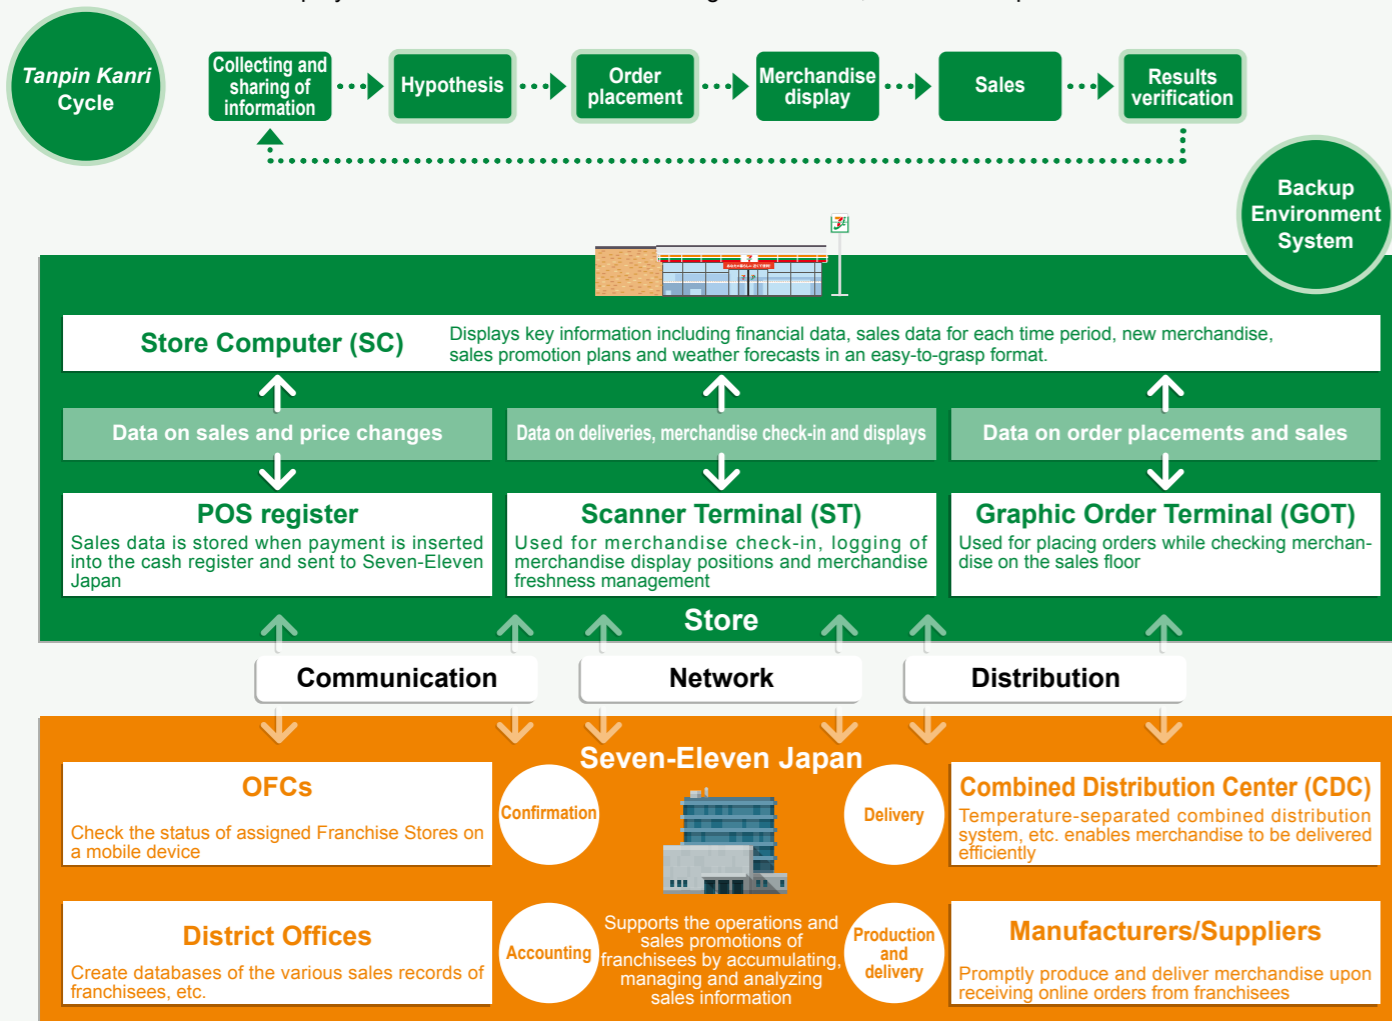 Tanpin Kanri
Cycle
Collecting and
sharing of
information
Hypothesis
Order
placement
Merchandise
display
Sales
Results
verification
Backup
Environment
System
Store Computer (SC)
Displays key information including financial data, sales data for each time period, new merchandise,
sales promotion plans and weather forecasts in an easy-to-grasp format.
Data on sales and price changes
Data on deliveries, merchandise check-in and displays
Data on order placements and sales
POS register
Sales data is stored when payment is inserted
into the cash register and sent to Seven-Eleven
Japan
Scanner Terminal (ST)
Used for merchandise check-in, logging of
merchandise display positions and merchandise
freshness management
Graphic Order Terminal (GOT)
Used for placing orders while checking merchan-
dise on the sales floor
Store
Communication
Network
Distribution
Seven-Eleven Japan
OFCs
Check the status of assigned Franchise Stores on
a mobile device
Confirmation
Delivery
Combined Distribution Center (CDC)
Temperature-separated combined distribution
system, etc. enables merchandise to be delivered
efficiently
District Offices
Create databases of the various sales records of
franchisees, etc.
Accounting
Supports the operations and
sales promotions of
franchisees by accumulating,
managing and analyzing
sales information
Production
and
delivery
Manufacturers/Suppliers
Promptly produce and deliver merchandise upon
receiving online orders from franchisees